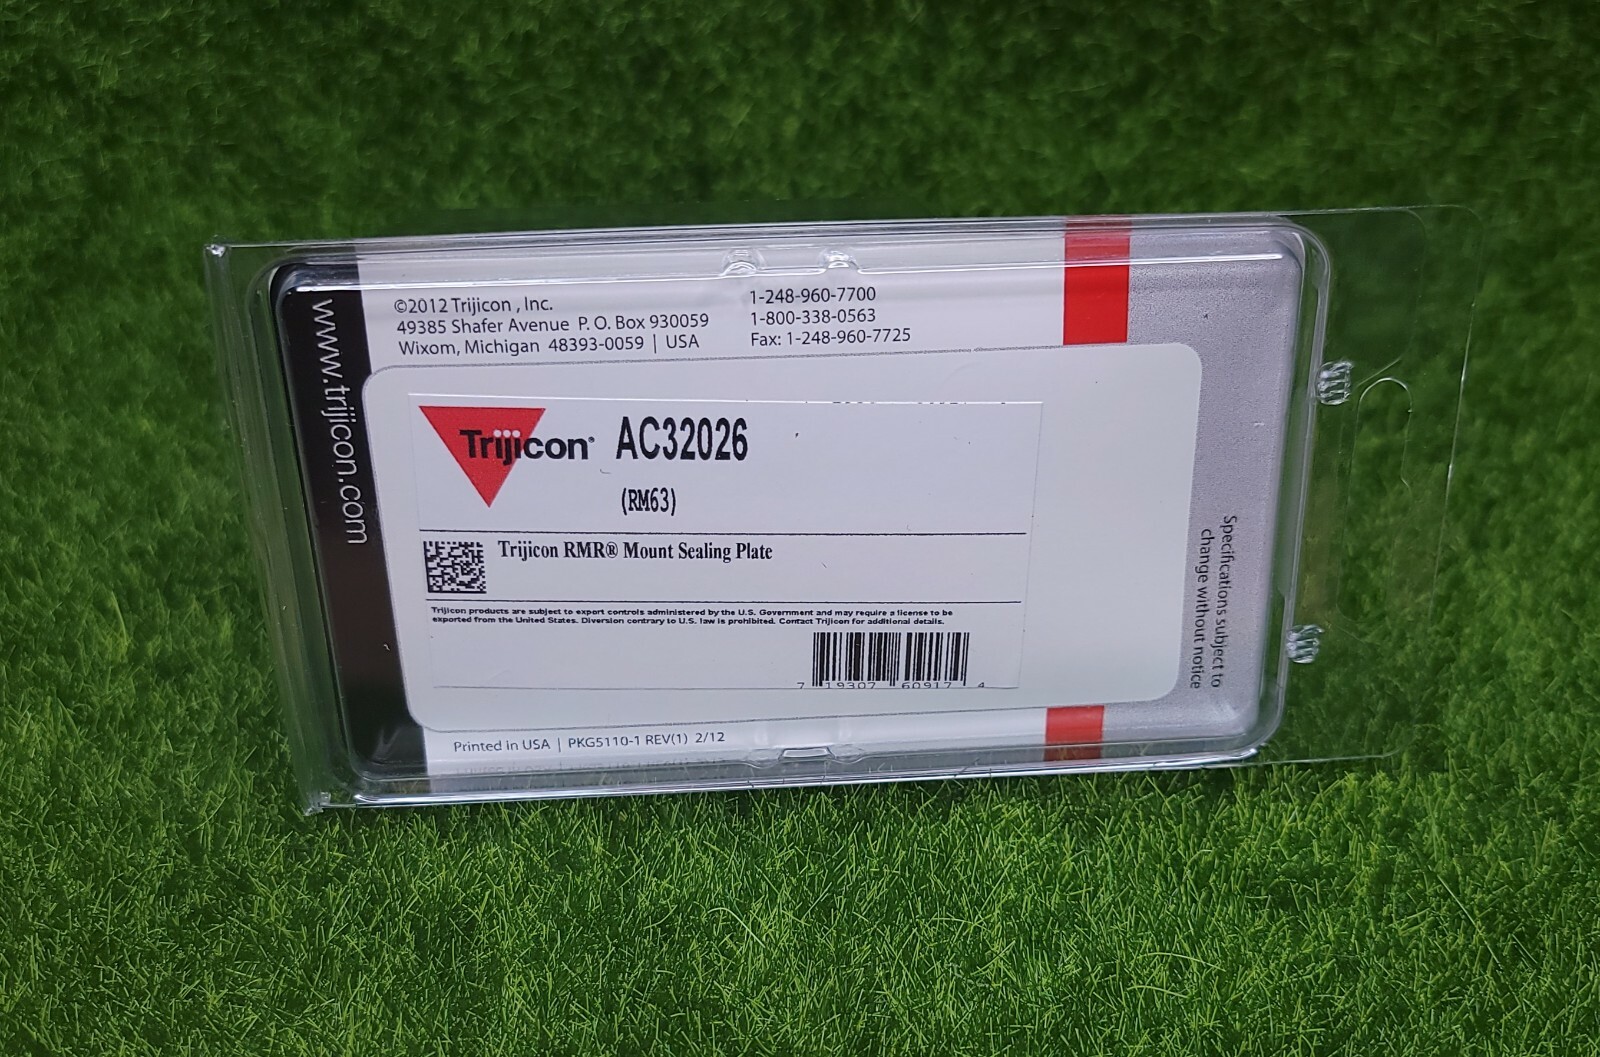 www.trijicon.com
©2012 Trijicon , Inc.
49385 Shafer Avenue P. O. Box 930059
Wixom, Michigan 48393-0059 | USA
1-248-960-7700
1-800-338-0563
Fax: 1-248-960-7725
Trijicon® AC32026
(RM63)
Trijicon RMR® Mount Sealing Plate
Trijicon products are subject to export controls administered by the U.S. Government and may require a license to be
exported from the United States. Diversion contrary to U.S. law is prohibited. Contact Trijicon for additional details.
7 19307 60917 4
Printed in USA | PKG5110-1 REV(1) 2/12
Specifications subject to
change without notice